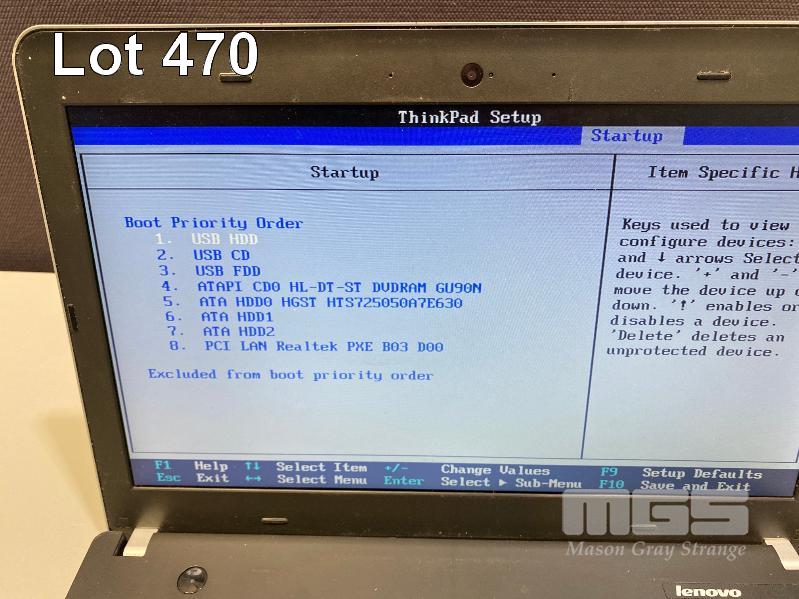 Lot 470
ThinkPad Setup
Startup
Startup
Item Specific H
Boot Priority Order
1. USB HDD
2. USB CD
3. USB FDD
4. ATAPI CD0 HL-DT-ST DVDRAM GU90N
5. ATA HDD0 HGST HTS725050A7E630
6. ATA HDD1
7. ATA HDD2
8. PCI LAN Realtek PXE B03 D00
Excluded from boot priority order
Keys used to view
configure devices:
and ↓ arrows Select
device. '+' and '-'
move the device up o
down. '!' enables or
disables a device.
'Delete' deletes an
unprotected device.
F1 Help ↑↓ Select Item +/- Change Values F9 Setup Defaults
Esc Exit ←→ Select Menu Enter Select ▶ Sub-Menu F10 Save and Exit
MGS
Mason Gray Strange
lenovo